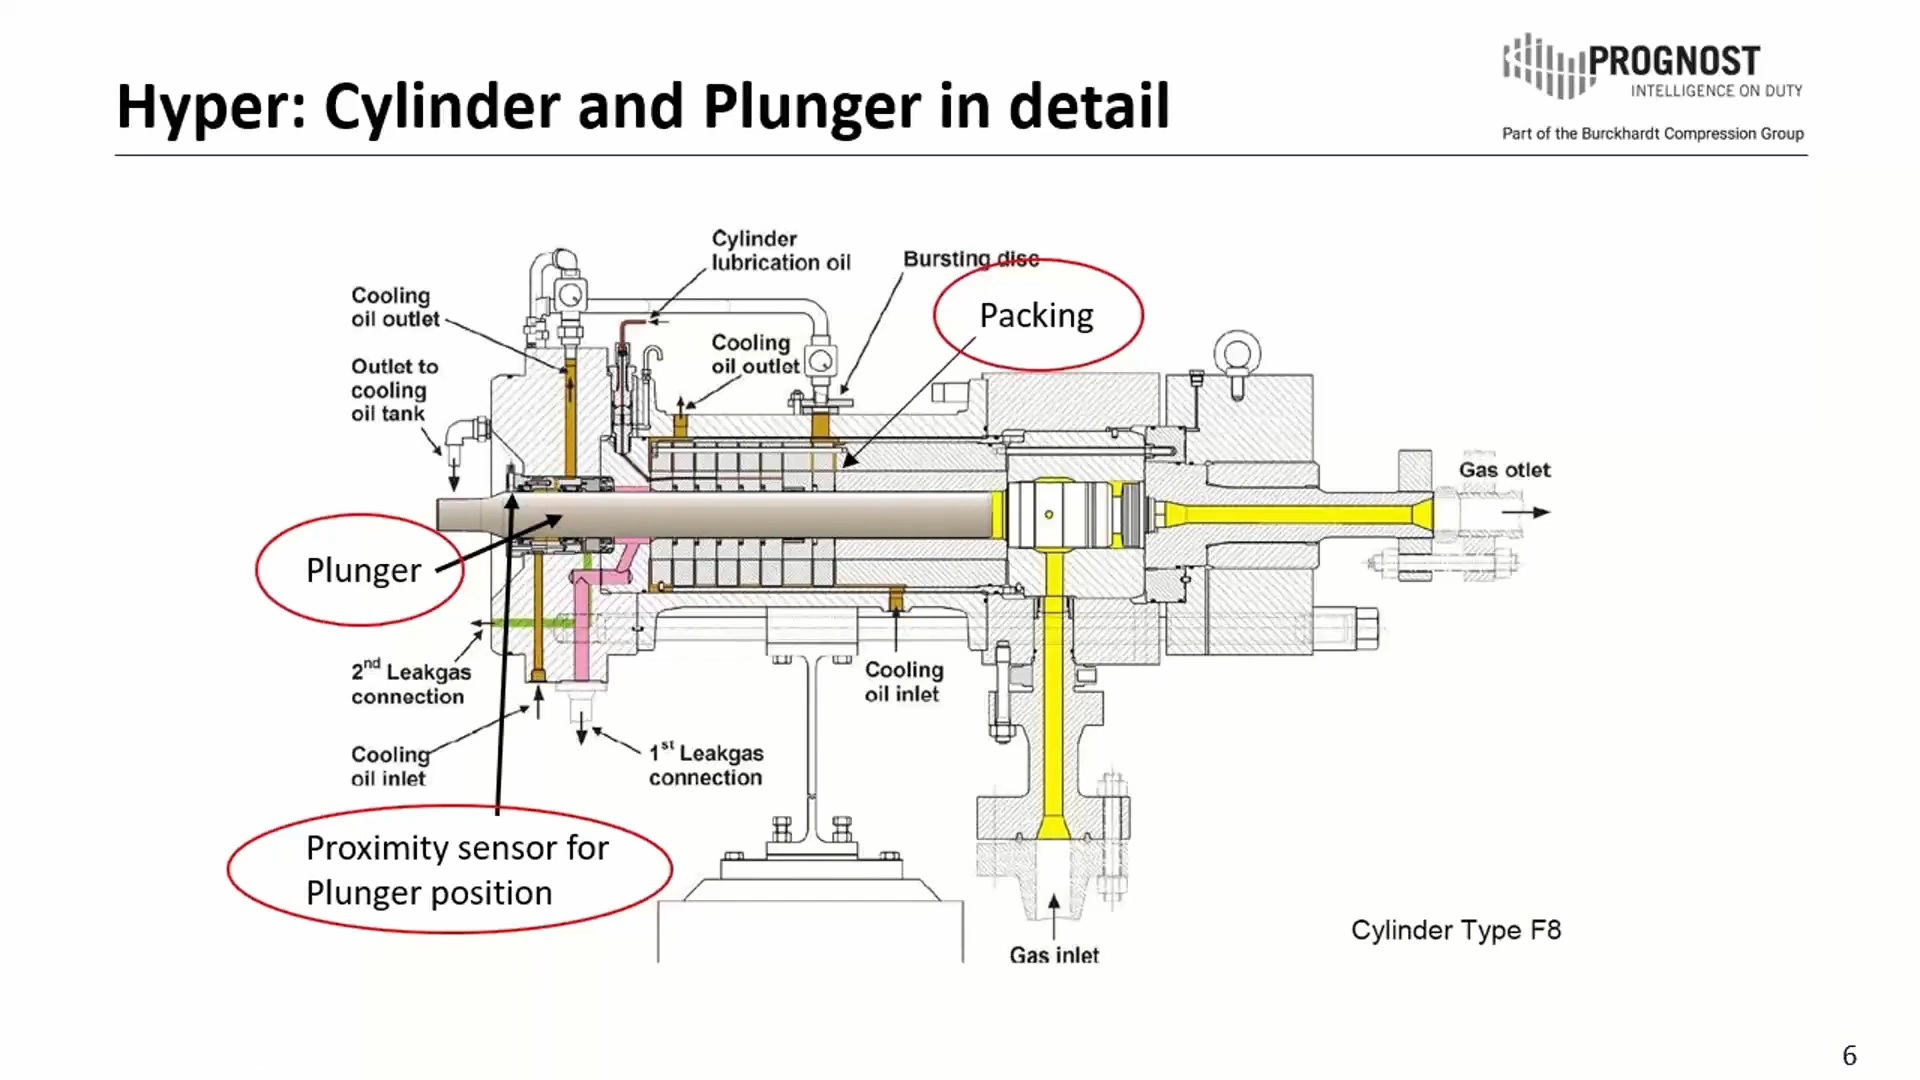 Hyper: Cylinder and Plunger in detail
PROGNOST
INTELLIGENCE ON DUTY
Part of the Burckhardt Compression Group
Cylinder
lubrication oil
Bursting disc
Cooling
oil outlet
Packing
Cooling
oil outlet
Outlet to
cooling
oil tank
Gas otlet
Plunger
2nd Leakgas
connection
Cooling
oil inlet
Cooling
oil inlet
1st Leakgas
connection
Proximity sensor for
Plunger position
Gas inlet
Cylinder Type F8
6